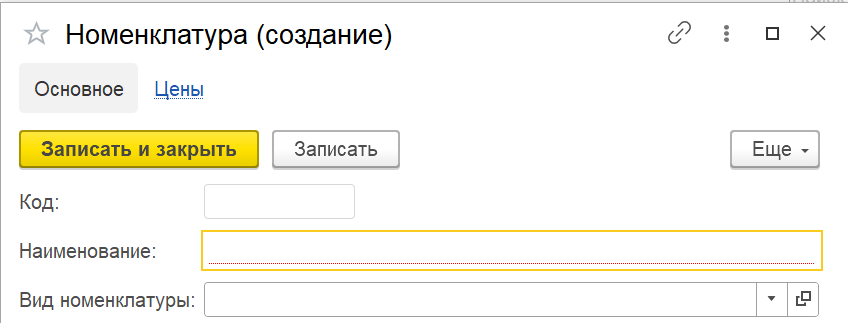 Номенклатура (создание)
Основное Цены
Записать и закрыть Записать Еще
Код:
Наименование:
Вид номенклатуры: